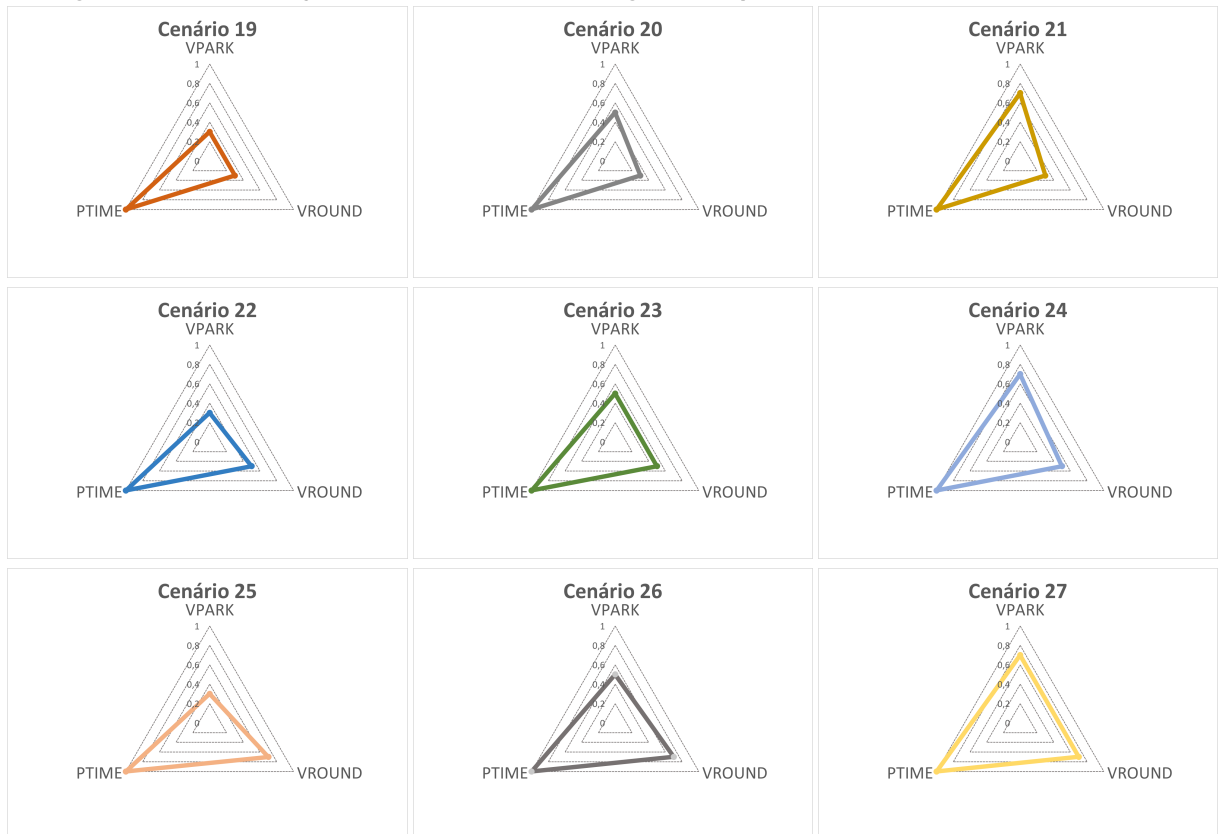 Cenário 19
VPARK
1
0,8
0,6
0,4
0,2
0
PTIME
VROUND
Cenário 20
VPARK
1
0,8
0,6
0,4
0,2
0
PTIME
VROUND
Cenário 21
VPARK
1
0,8
0,6
0,4
0,2
0
PTIME
VROUND
Cenário 22
VPARK
1
0,8
0,6
0,4
0,2
0
PTIME
VROUND
Cenário 23
VPARK
1
0,8
0,6
0,4
0,2
0
PTIME
VROUND
Cenário 24
VPARK
1
0,8
0,6
0,4
0,2
0
PTIME
VROUND
Cenário 25
VPARK
1
0,8
0,6
0,4
0,2
0
PTIME
VROUND
Cenário 26
VPARK
1
0,8
0,6
0,4
0,2
0
PTIME
VROUND
Cenário 27
VPARK
1
0,8
0,6
0,4
0,2
0
PTIME
VROUND